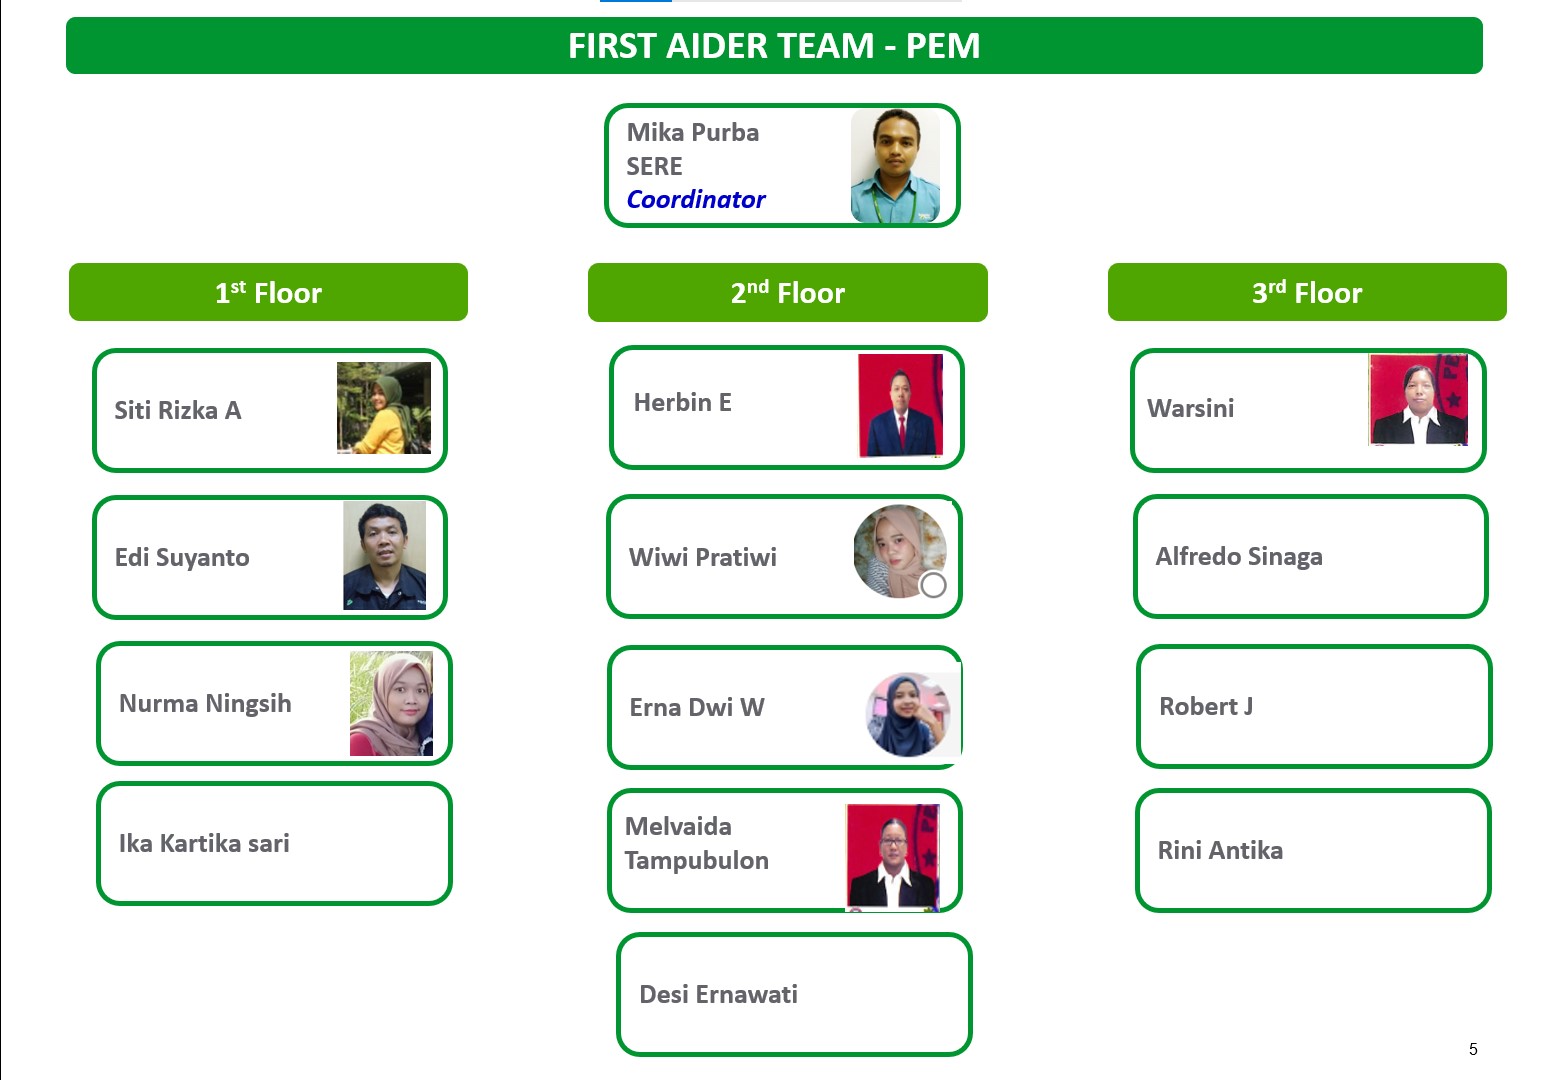 FIRST AIDER TEAM - PEM
Mika Purba
SERE
Coordinator
1st Floor
Siti Rizka A
Edi Suyanto
Nurma Ningsih
Ika Kartika sari
2nd Floor
Herbin E
Wiwi Pratiwi
Erna Dwi W
Melvaida
Tampubulon
Desi Ernawati
3rd Floor
Warsini
Alfredo Sinaga
Robert J
Rini Antika
5